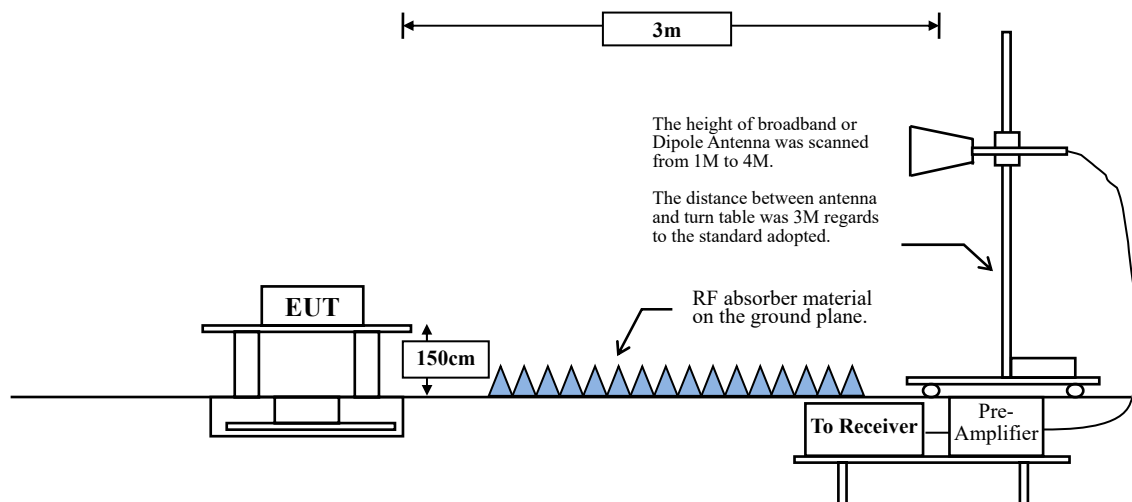 3m
The height of broadband or
Dipole Antenna was scanned
from 1M to 4M.
The distance between antenna
and turn table was 3M regards
to the standard adopted.
EUT
RF absorber material
on the ground plane.
150cm
To Receiver
Pre-
Amplifier